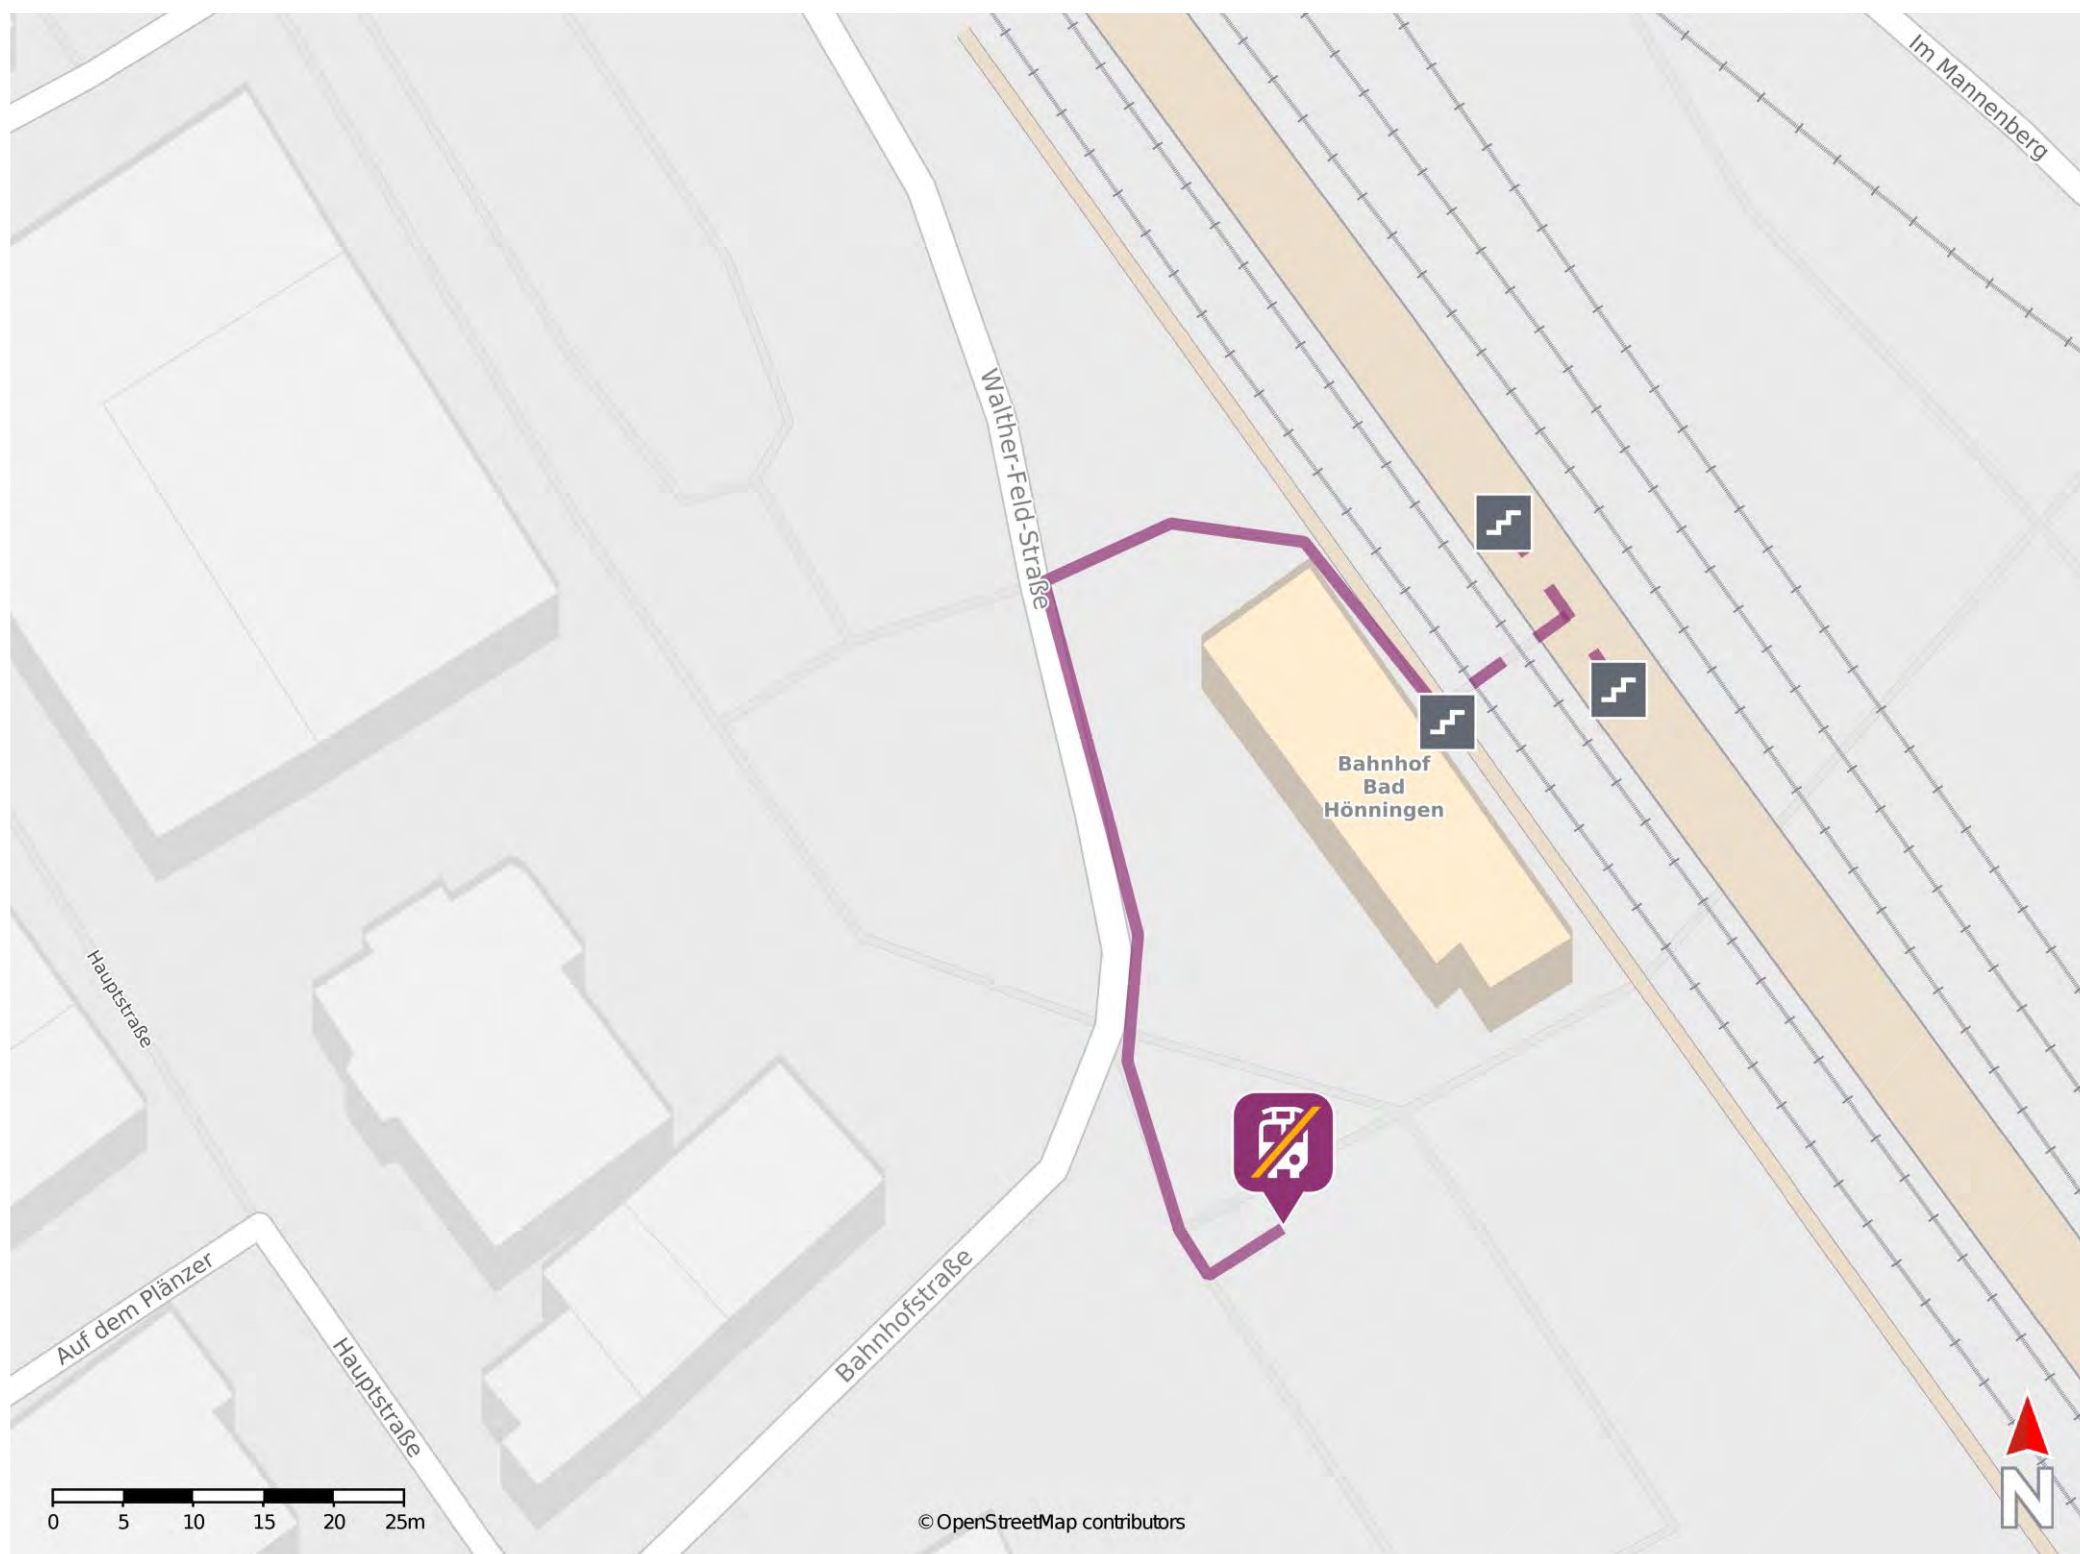 Im Mannenberg
Walther-Feld-Straße
Bahnhof
Bad
Hönningen
Hauptstraße
Auf dem Plänzer
Hauptstraße
Bahnhofstraße
0 5 10 15 20 25m
© OpenStreetMap contributors
N